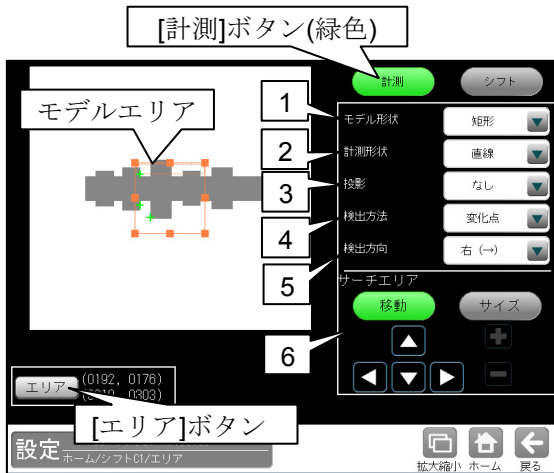 [計測]ボタン(緑色)
計測
シフト
モデルエリア
1
モデル形状
矩形
2
計測形状
直線
3
投影
なし
4
検出方法
変化点
5
検出方向
右 (→)
サーチエリア
移動
サイズ
6
エリア
(0192, 0176)
0303)
[エリア]ボタン
設定
ホーム/シフトC1/エリア
拡大縮小
ホーム
戻る